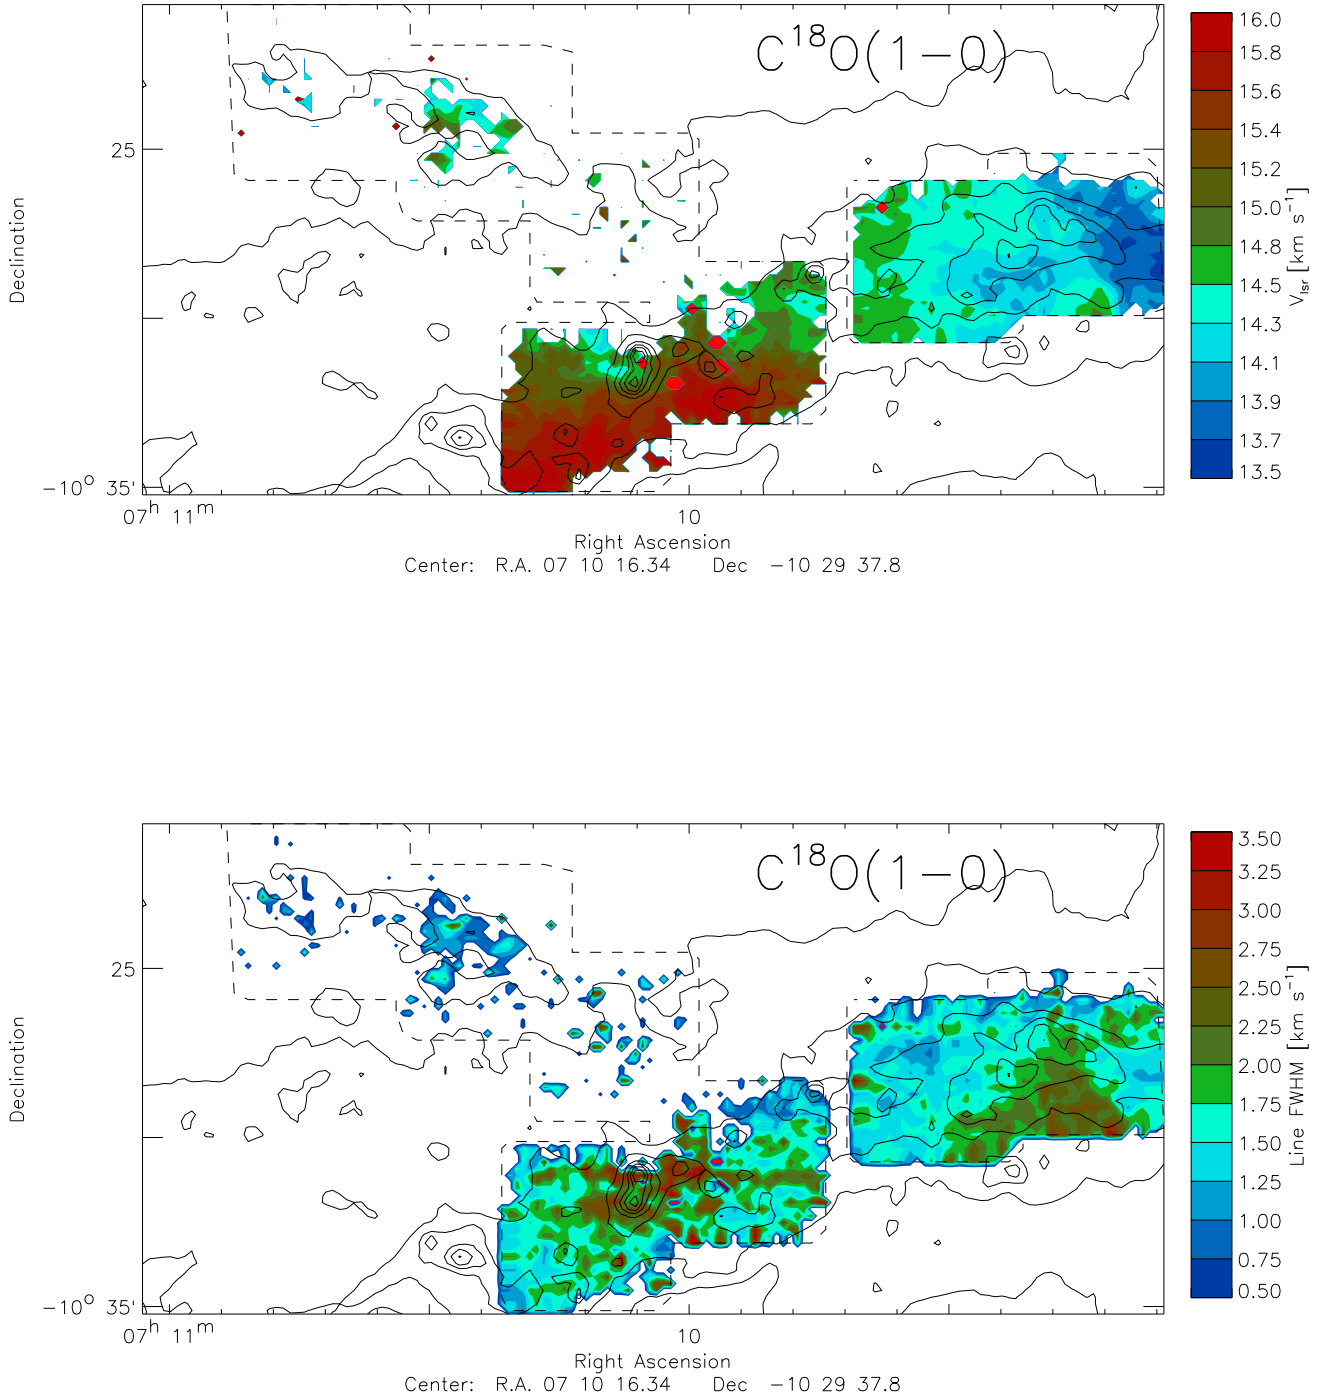 C¹⁸O(1−0)
16.0
15.8
15.6
15.4
15.2
15.0
14.8
14.5
14.3
14.1
13.9
13.7
13.5
V_lsr [km s⁻¹]
Declination
25
−10° 35'
07ʰ 11ᵐ
10
Right Ascension
Center: R.A. 07 10 16.34 Dec −10 29 37.8
C¹⁸O(1−0)
3.50
3.25
3.00
2.75
2.50
2.25
2.00
1.75
1.50
1.25
1.00
0.75
0.50
Line FWHM [km s⁻¹]
Declination
25
−10° 35'
07ʰ 11ᵐ
10
Right Ascension
Center: R.A. 07 10 16.34 Dec −10 29 37.8